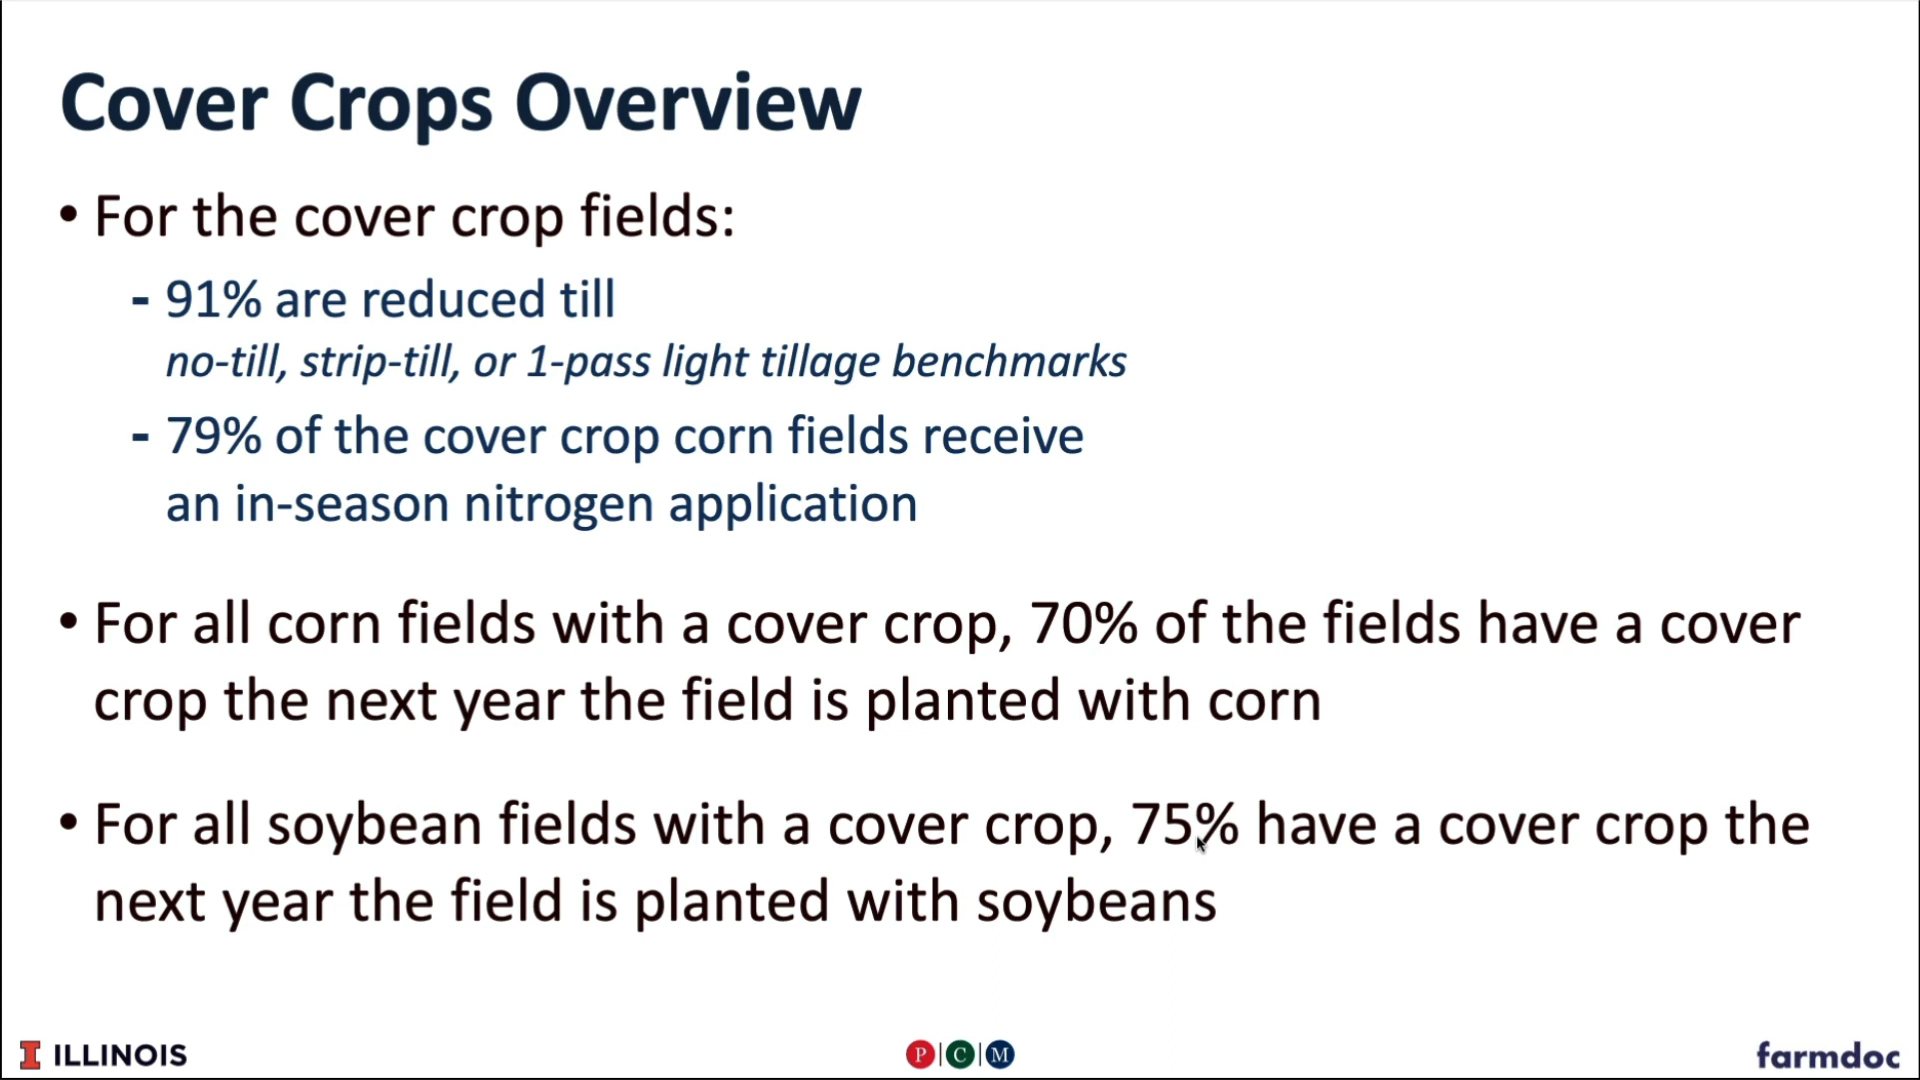 Cover Crops Overview
• For the cover crop fields:
- 91% are reduced till
no-till, strip-till, or 1-pass light tillage benchmarks
- 79% of the cover crop corn fields receive
an in-season nitrogen application
• For all corn fields with a cover crop, 70% of the fields have a cover
crop the next year the field is planted with corn
• For all soybean fields with a cover crop, 75% have a cover crop the
next year the field is planted with soybeans
I ILLINOIS
P|C|M
farmdoc